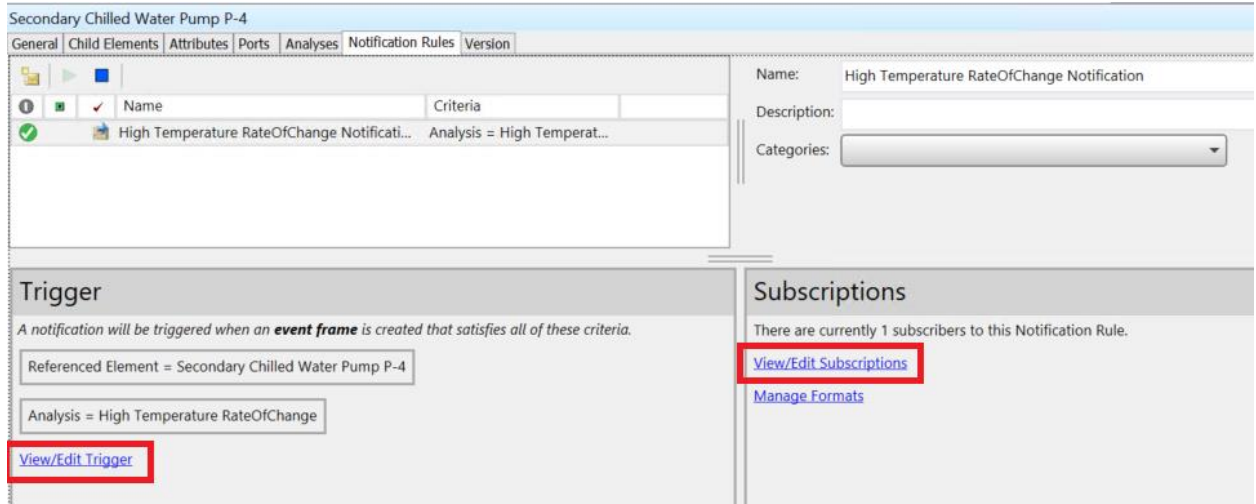 Secondary Chilled Water Pump P-4
General Child Elements Attributes Ports Analyses Notification Rules Version
Name Criteria
High Temperature RateOfChange Notificati... Analysis = High Temperat...
Name: High Temperature RateOfChange Notification
Description:
Categories:
Trigger
A notification will be triggered when an event frame is created that satisfies all of these criteria.
Referenced Element = Secondary Chilled Water Pump P-4
Analysis = High Temperature RateOfChange
View/Edit Trigger
Subscriptions
There are currently 1 subscribers to this Notification Rule.
View/Edit Subscriptions
Manage Formats